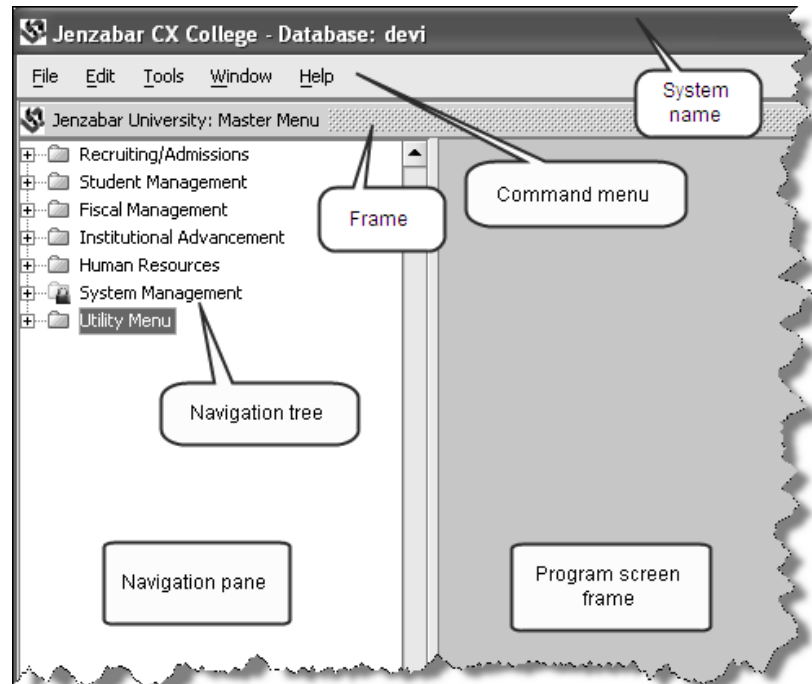 Jenzabar CX College - Database: devi
File Edit Tools Window Help
System
name
Jenzabar University: Master Menu
Recruiting/Admissions
Student Management
Command menu
Fiscal Management
Frame
Institutional Advancement
Human Resources
System Management
Utility Menu
Navigation tree
Navigation pane
Program screen
frame